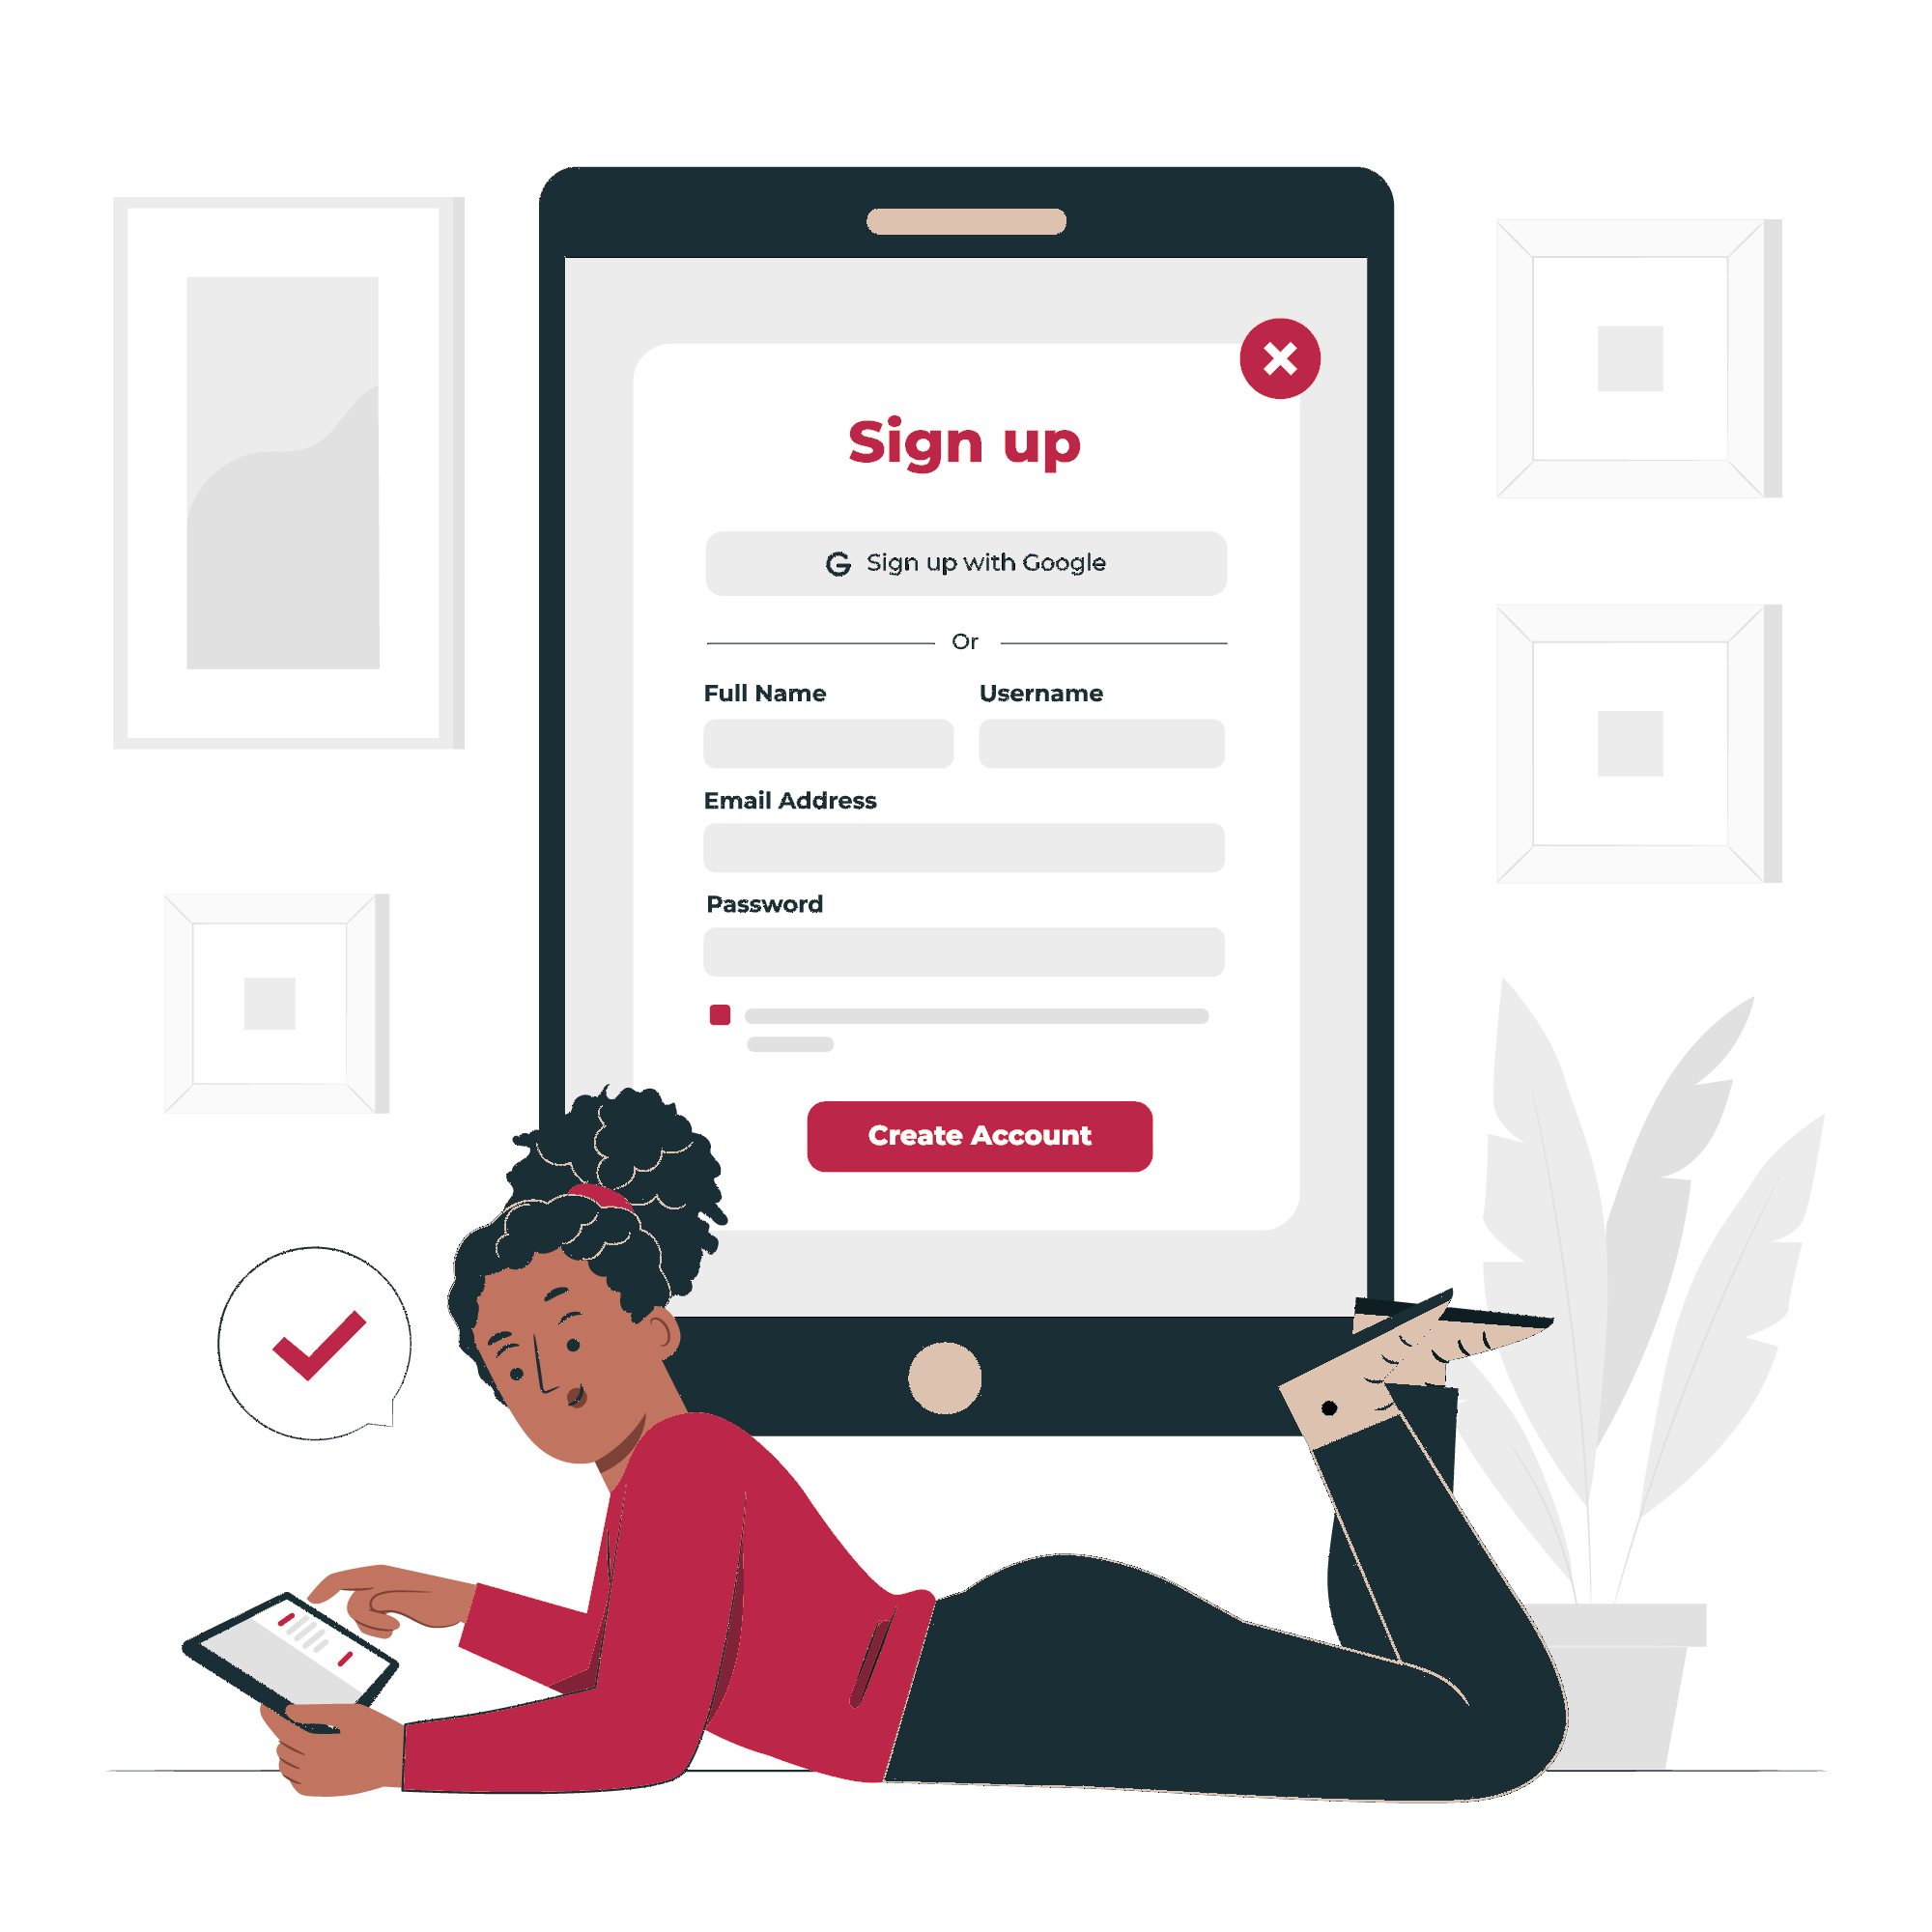 Sign up
G Sign up with Google
Or
Full Name Username
Email Address
Password
Create Account